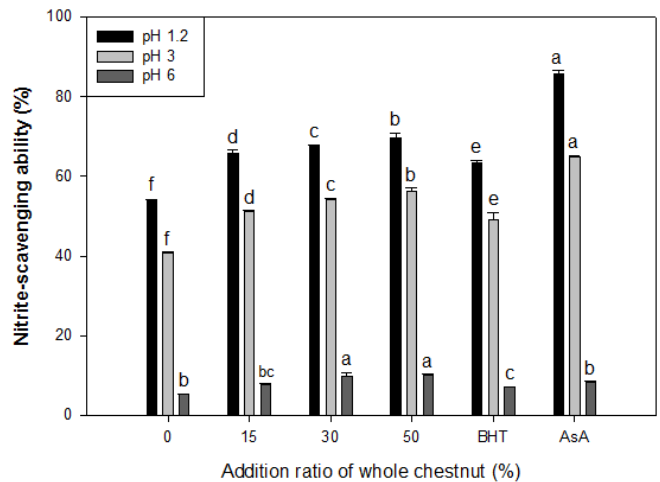 100
80
60
40
20
0
Nitrite-scavenging ability (%)
pH 1.2
pH 3
pH 6
f
f
b
d
d
bc
c
c
a
b
b
a
e
e
c
a
a
b
0 15 30 50 BHT AsA
Addition ratio of whole chestnut (%)